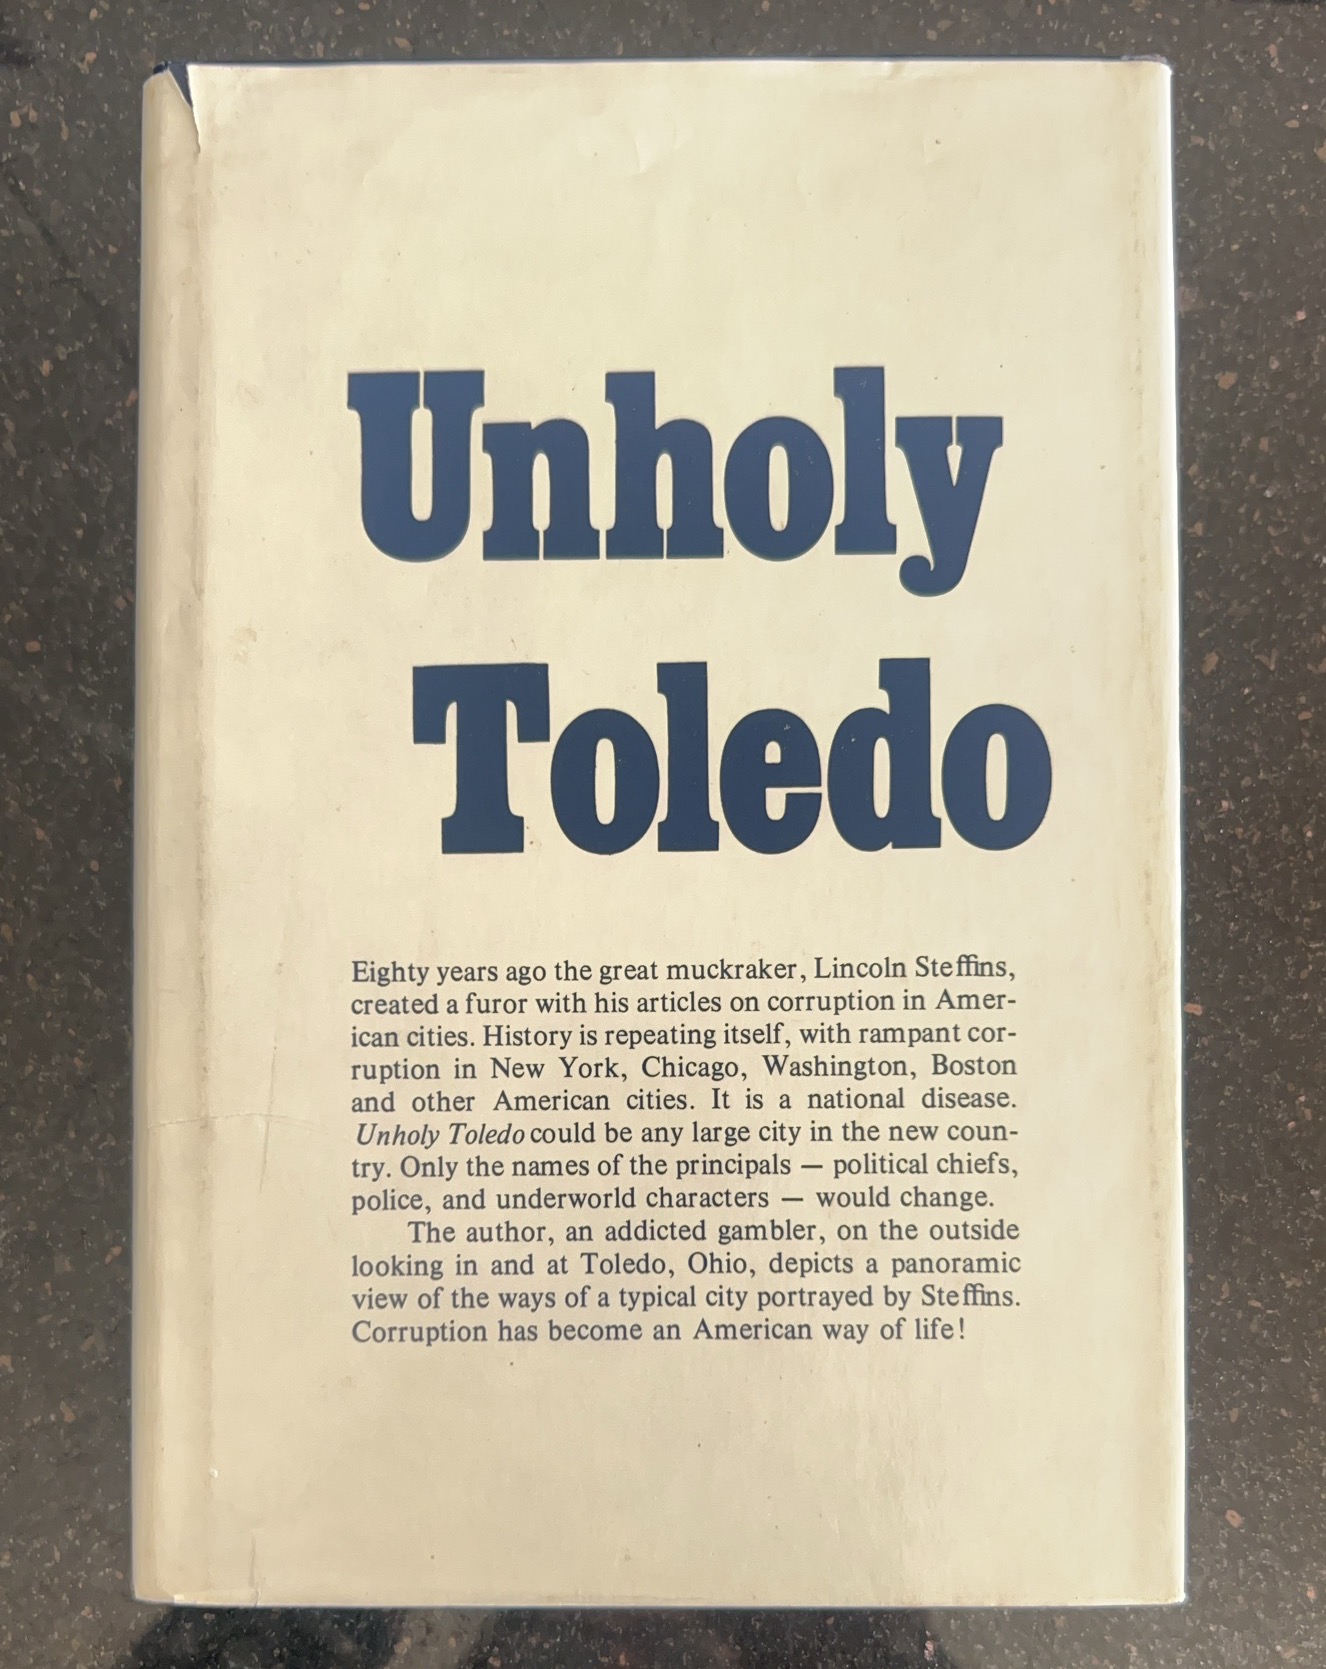 Unholy
Toledo
Eighty years ago the great muckraker, Lincoln Steffins,
created a furor with his articles on corruption in Amer-
ican cities. History is repeating itself, with rampant cor-
ruption in New York, Chicago, Washington, Boston
and other American cities. It is a national disease.
Unholy Toledo could be any large city in the new coun-
try. Only the names of the principals — political chiefs,
police, and underworld characters — would change.
The author, an addicted gambler, on the outside
looking in and at Toledo, Ohio, depicts a panoramic
view of the ways of a typical city portrayed by Steffins.
Corruption has become an American way of life!